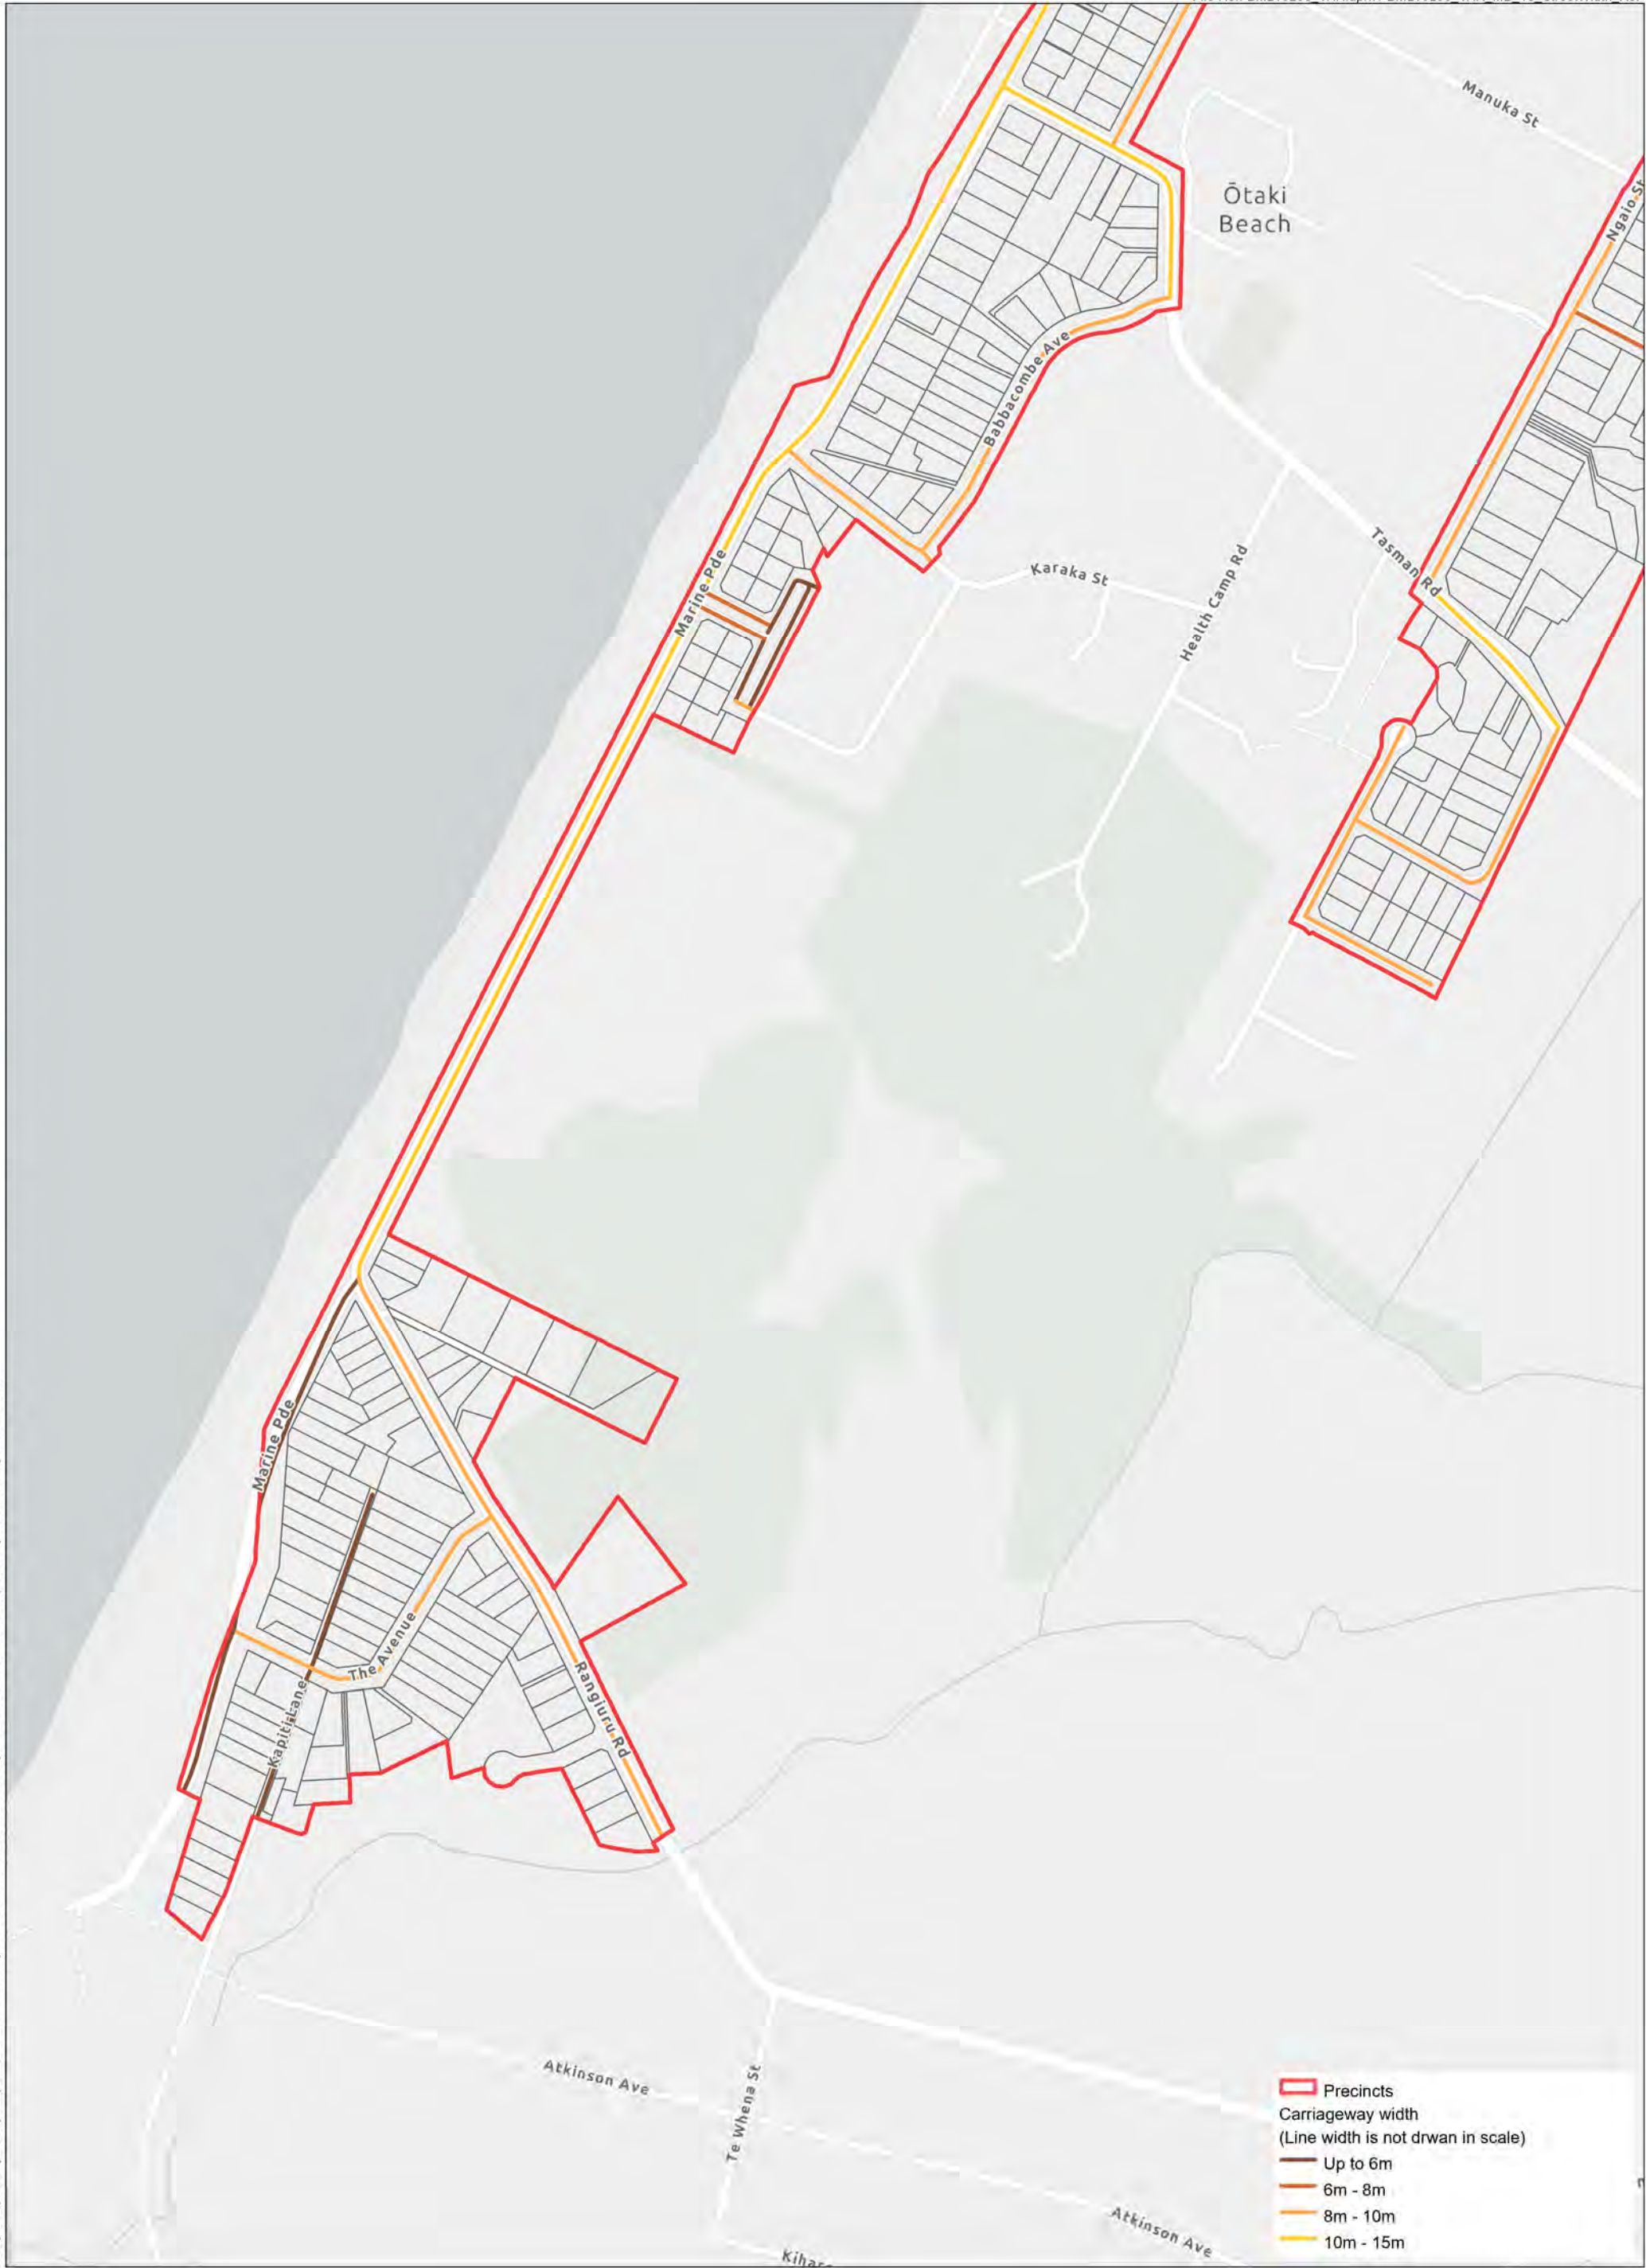 Manuka St
Ōtaki
Beach
Ngaio St
Babbacombe Ave
Marine Pde
Karaka St
Health Camp Rd
Tasman Rd
Marine Pde
The Avenue
Kapiti Lane
Rangiuru Rd
Atkinson Ave
Te Whena St
Atkinson Ave
Precincts
Carriageway width
(Line width is not drwan in scale)
Up to 6m
6m - 8m
8m - 10m
10m - 15m